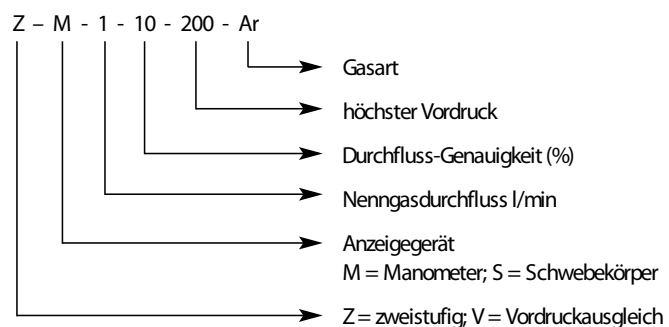 Z – M - 1 - 10 - 200 - Ar
Gasart
höchster Vordruck
Durchfluss-Genauigkeit (%)
Nenngasdurchfluss l/min
Anzeigegerät
M = Manometer; S = Schwebekörper
Z = zweistufig; V = Vordruckausgleich